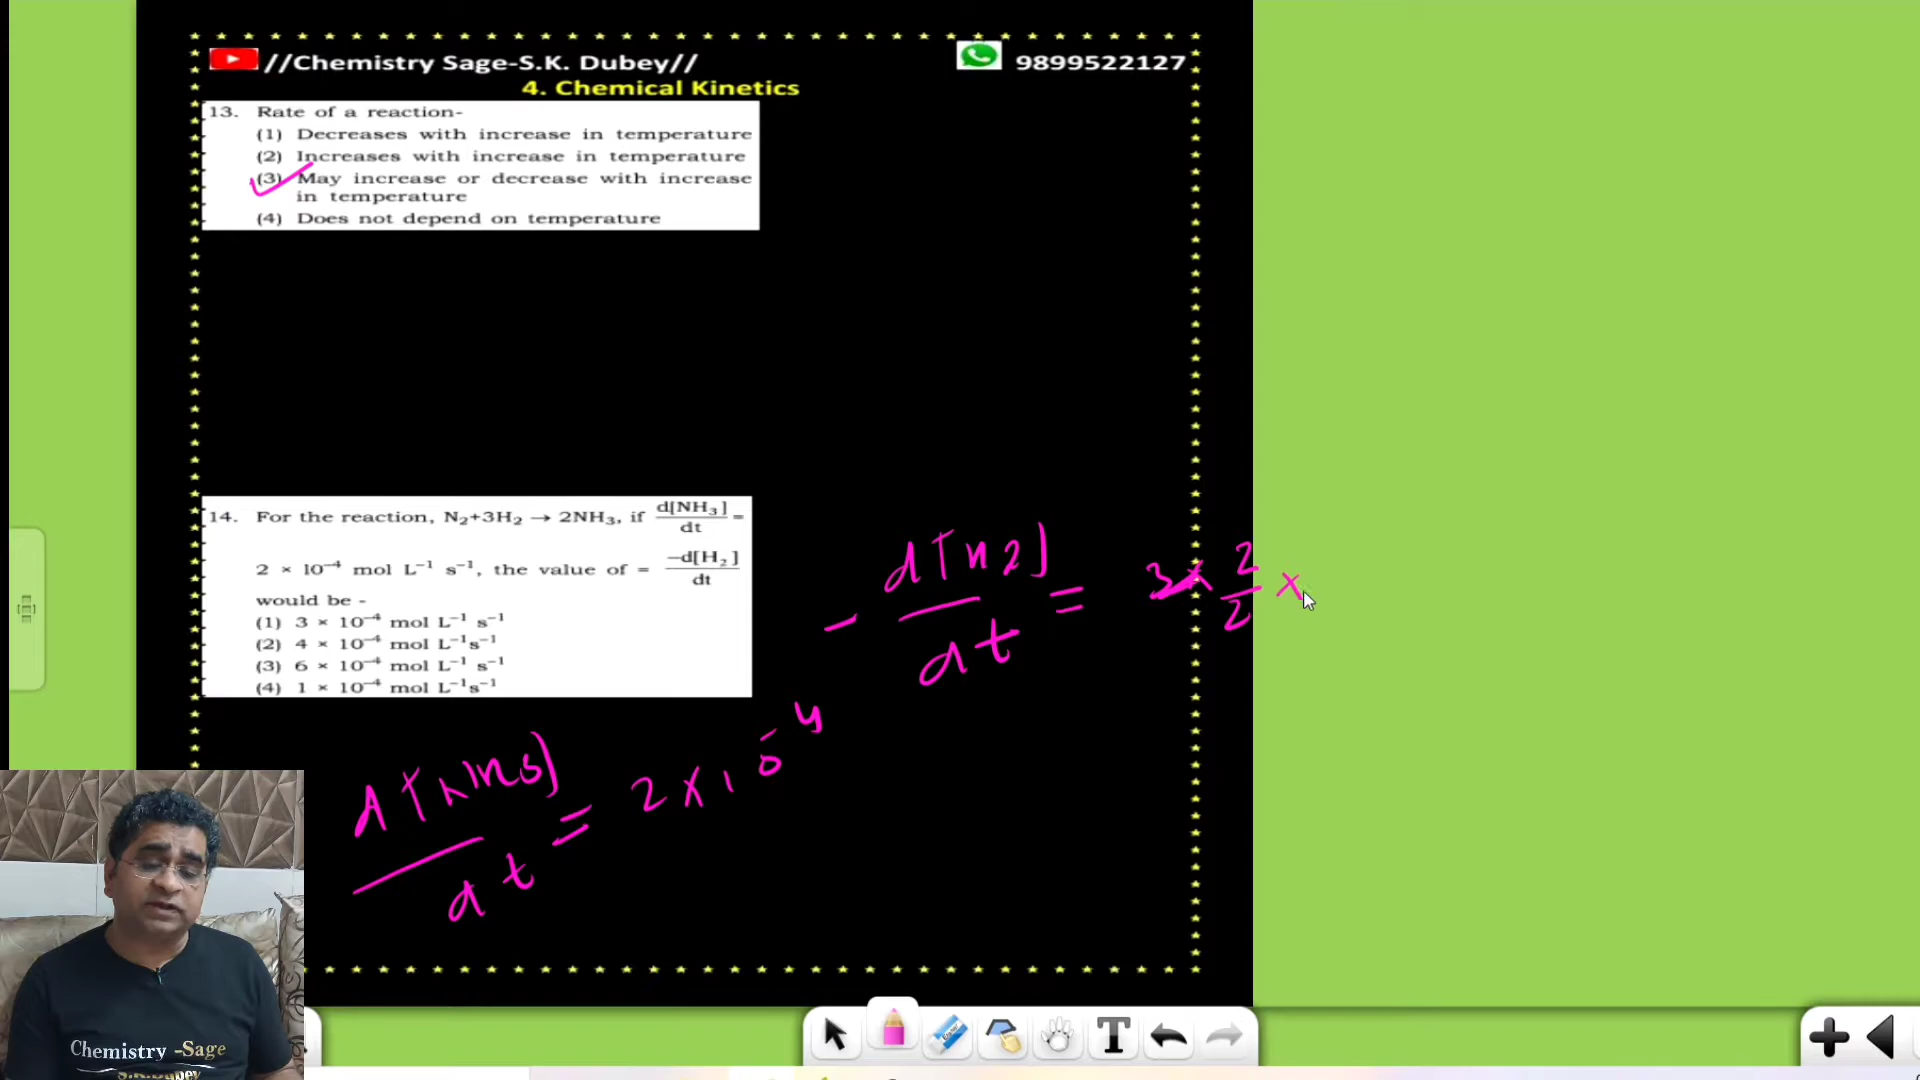 //Chemistry Sage-S.K. Dubey//
9899522127
4. Chemical Kinetics
13. Rate of a reaction-
(1) Decreases with increase in temperature
(2) Increases with increase in temperature
(3) May increase or decrease with increase
in temperature
(4) Does not depend on temperature
14. For the reaction, N₂+3H₂ → 2NH₃, if d[NH₃]/dt =
2 × 10⁻⁴ mol L⁻¹ s⁻¹, the value of = −d[H₂]/dt
would be -
(1) 3 × 10⁻⁴ mol L⁻¹ s⁻¹
(2) 4 × 10⁻⁴ mol L⁻¹s⁻¹
(3) 6 × 10⁻⁴ mol L⁻¹ s⁻¹
(4) 1 × 10⁻⁴ mol L⁻¹s⁻¹
− d[H2]/dt = 3 × 2/2 ×
d[NH3]/dt = 2 × 10⁻⁴
Chemistry -Sage
S.K.Dubey
T